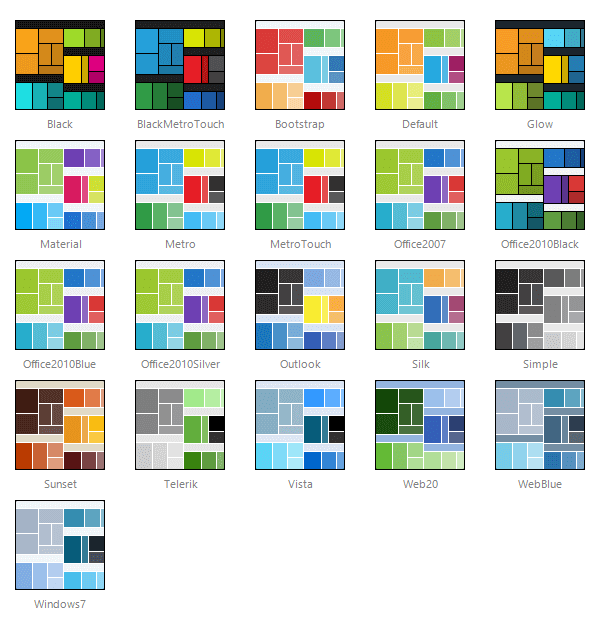 Black BlackMetroTouch Bootstrap Default Glow
Material Metro MetroTouch Office2007 Office2010Black
Office2010Blue Office2010Silver Outlook Silk Simple
Sunset Telerik Vista Web20 WebBlue
Windows7